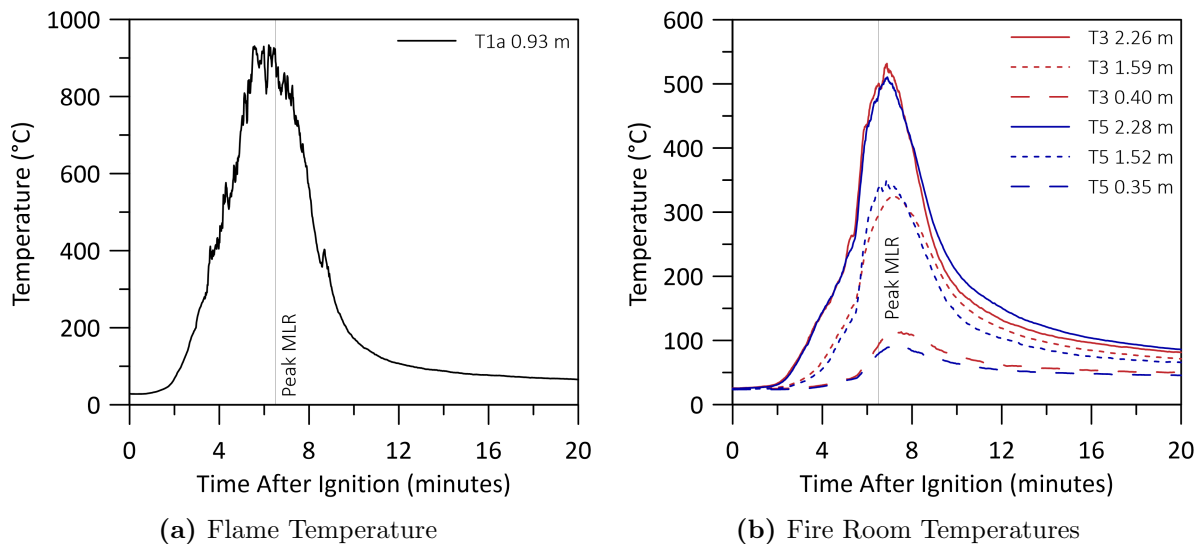 1000
800
600
400
200
0
Temperature (°C)
T1a 0.93 m
Peak MLR
0 4 8 12 16 20
Time After Ignition (minutes)
(a) Flame Temperature
600
500
400
300
200
100
0
Temperature (°C)
T3 2.26 m
T3 1.59 m
T3 0.40 m
T5 2.28 m
T5 1.52 m
T5 0.35 m
Peak MLR
0 4 8 12 16 20
Time After Ignition (minutes)
(b) Fire Room Temperatures